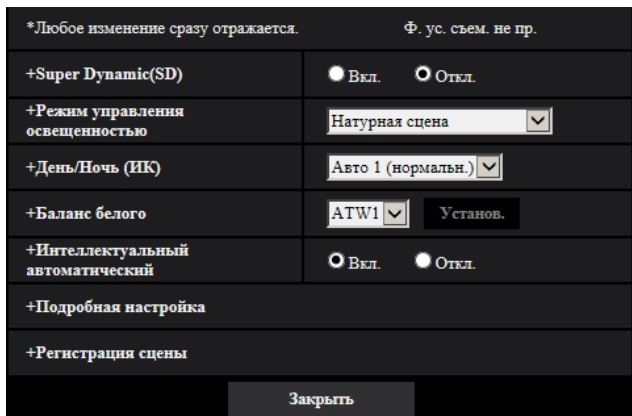 *Любое изменение сразу отражается. Ф. ус. съем. не пр.
+Super Dynamic(SD) Вкл. Откл.
+Режим управления
освещенностью Натурная сцена
+День/Ночь (ИК) Авто 1 (нормальн.)
+Баланс белого ATW1 Установ.
+Интеллектуальный
автоматический Вкл. Откл.
+Подробная настройка
+Регистрация сцены
Закрыть